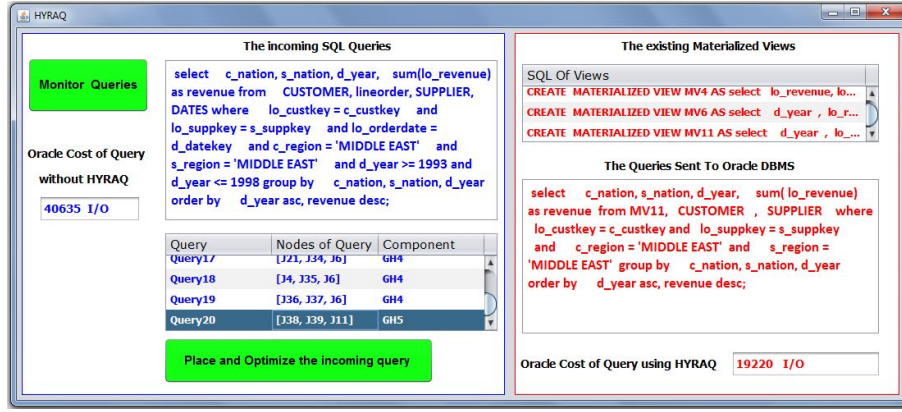 HYRAQ
The incoming SQL Queries
Monitor Queries
Oracle Cost of Query
without HYRAQ
40635 I/O
select c_nation, s_nation, d_year, sum(lo_revenue)
as revenue from CUSTOMER, lineorder, SUPPLIER,
DATES where lo_custkey = c_custkey and
lo_suppkey = s_suppkey and lo_orderdate =
d_datekey and c_region = 'MIDDLE EAST' and
s_region = 'MIDDLE EAST' and d_year >= 1993 and
d_year <= 1998 group by c_nation, s_nation, d_year
order by d_year asc, revenue desc;
Query Nodes of Query Component
Query17 [J21, J34, J6] GH4
Query18 [J4, J35, J6] GH4
Query19 [J36, J37, J6] GH4
Query20 [J38, J39, J11] GH5
Place and Optimize the incoming query
The existing Materialized Views
SQL Of Views
CREATE MATERIALIZED VIEW MV4 AS select lo_revenue, lo...
CREATE MATERIALIZED VIEW MV6 AS select d_year , lo_r...
CREATE MATERIALIZED VIEW MV11 AS select d_year , lo_...
The Queries Sent To Oracle DBMS
select c_nation, s_nation, d_year, sum( lo_revenue)
as revenue from MV11, CUSTOMER , SUPPLIER where
lo_custkey = c_custkey and lo_suppkey = s_suppkey
and c_region = 'MIDDLE EAST' and s_region =
'MIDDLE EAST' group by c_nation, s_nation, d_year
order by d_year asc, revenue desc;
Oracle Cost of Query using HYRAQ
19220 I/O